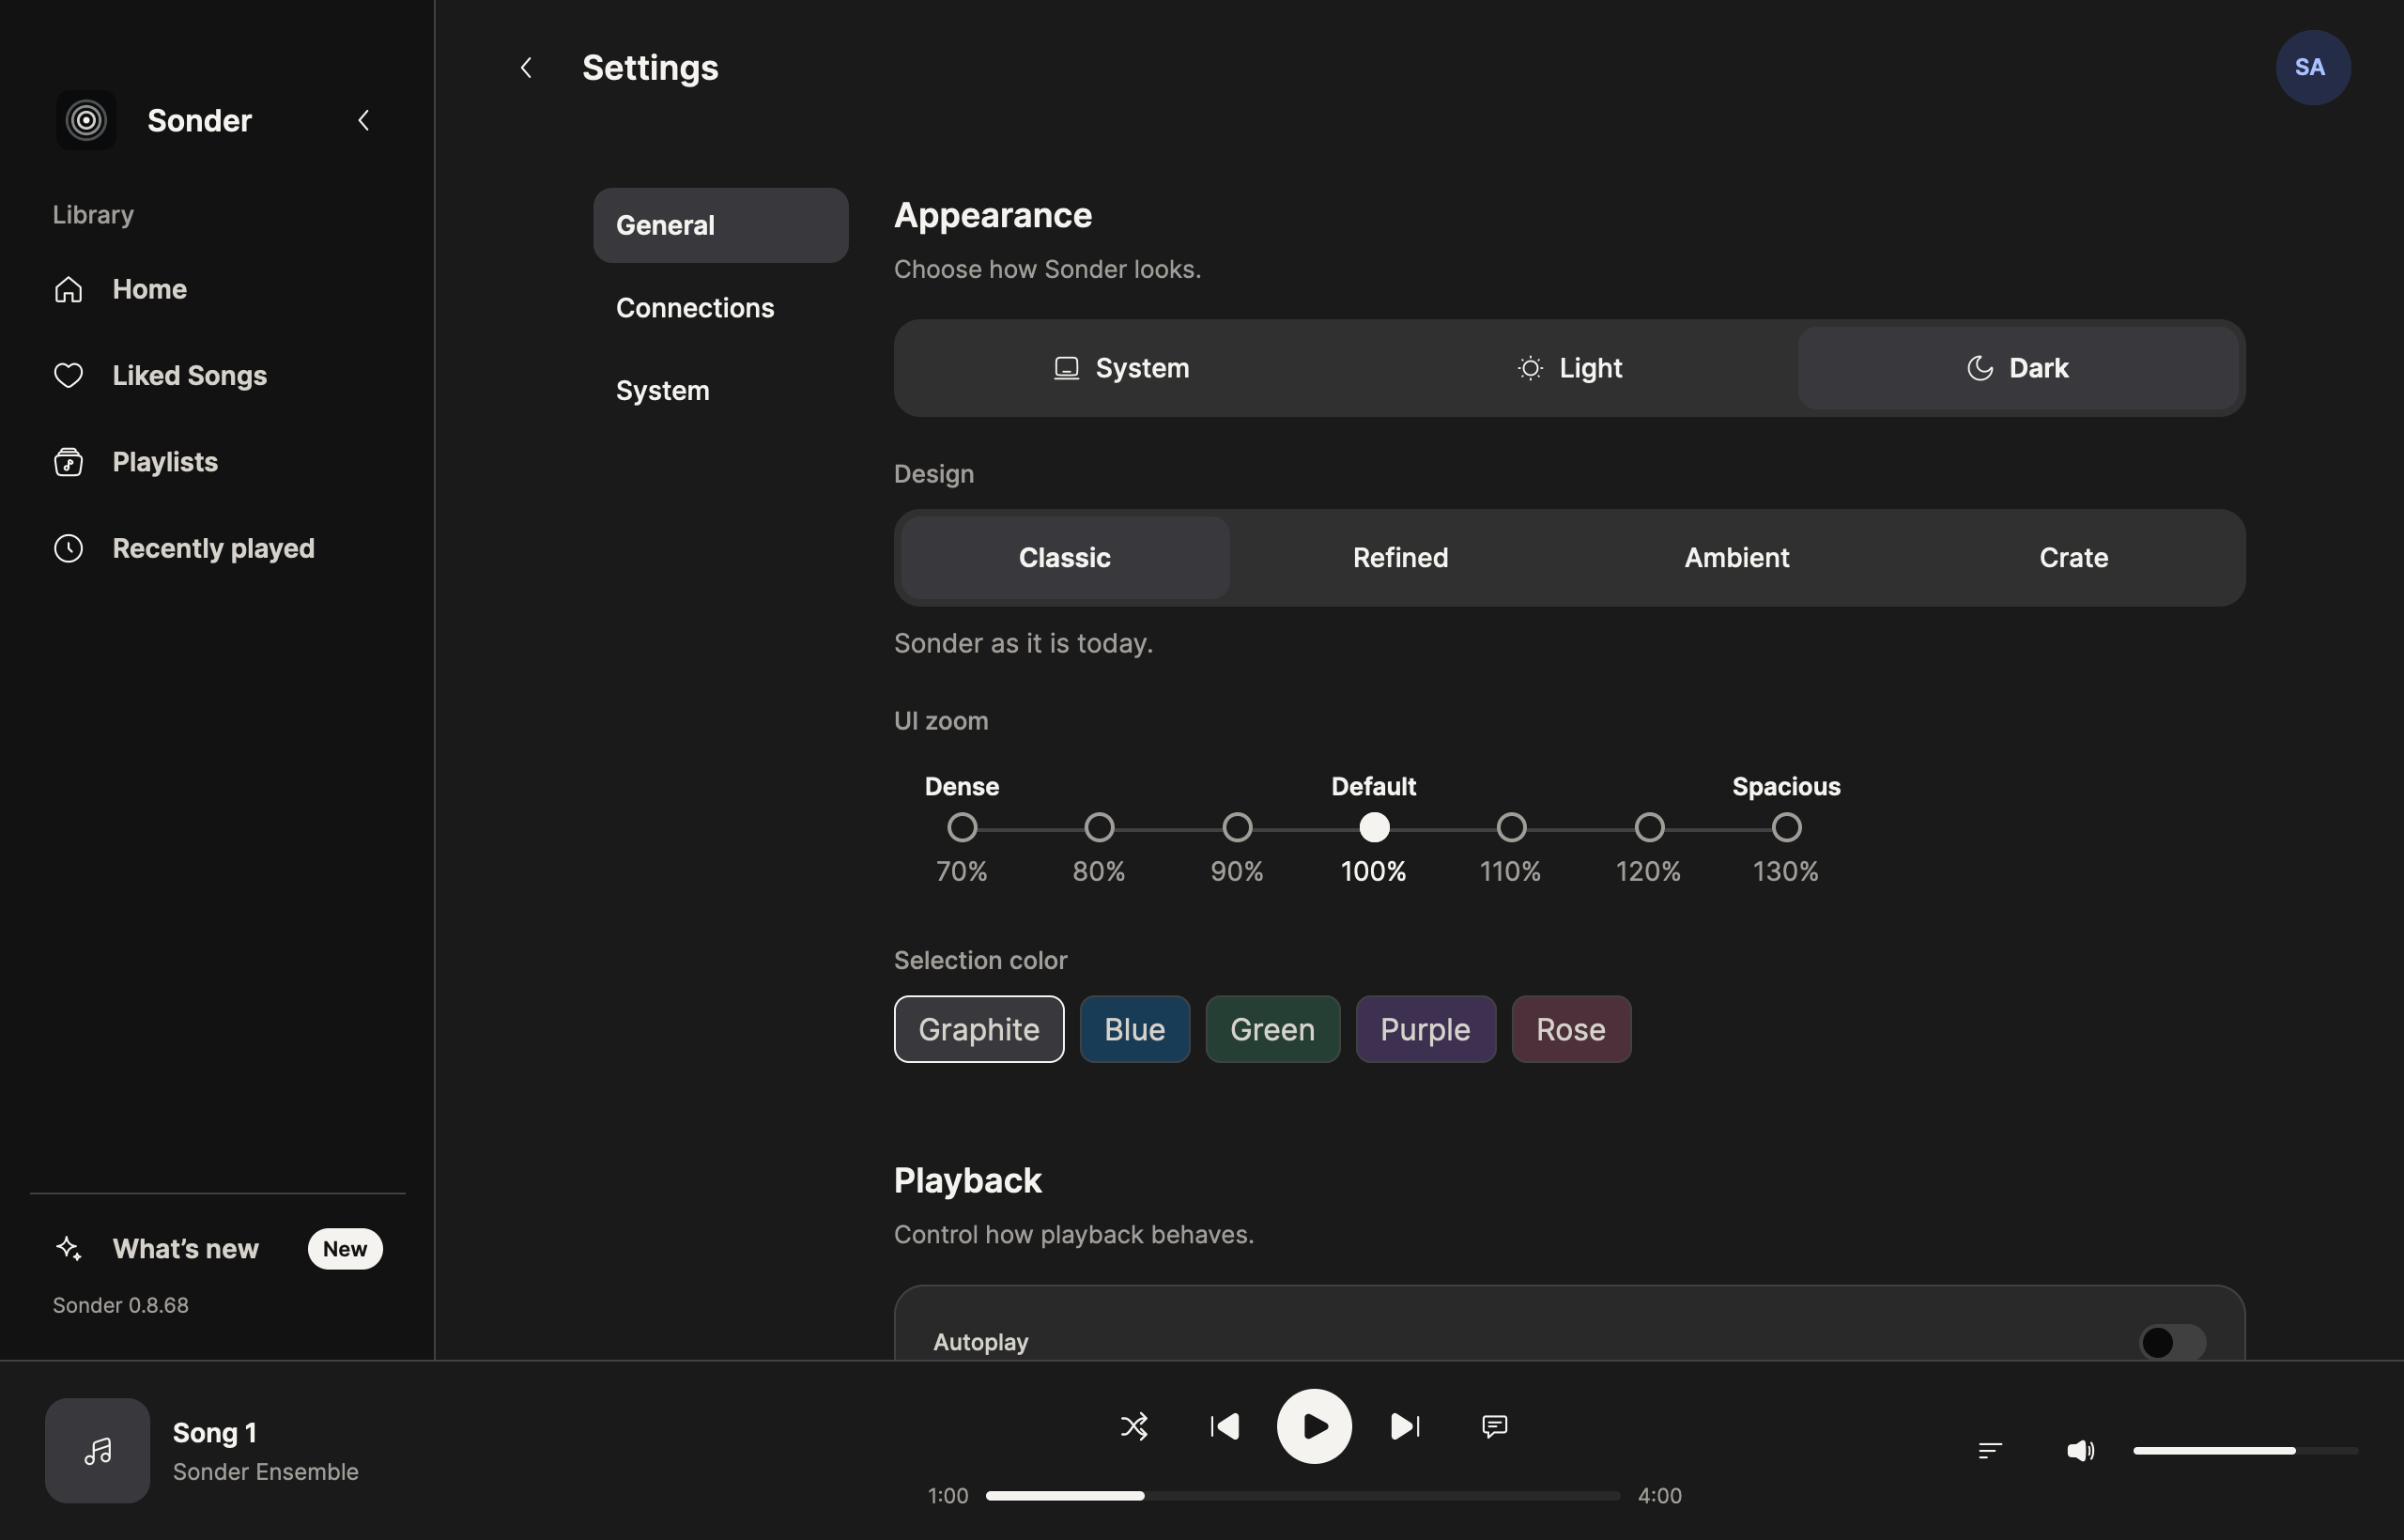 Sonder
Library
Home
Liked Songs
Playlists
Recently played
What’s new
New
Sonder 0.8.68
Settings
SA
General
Connections
System
Appearance
Choose how Sonder looks.
System
Light
Dark
Design
Classic
Refined
Ambient
Crate
Sonder as it is today.
UI zoom
Dense
Default
Spacious
70%
80%
90%
100%
110%
120%
130%
Selection color
Graphite
Blue
Green
Purple
Rose
Playback
Control how playback behaves.
Autoplay
Song 1
Sonder Ensemble
1:00
4:00